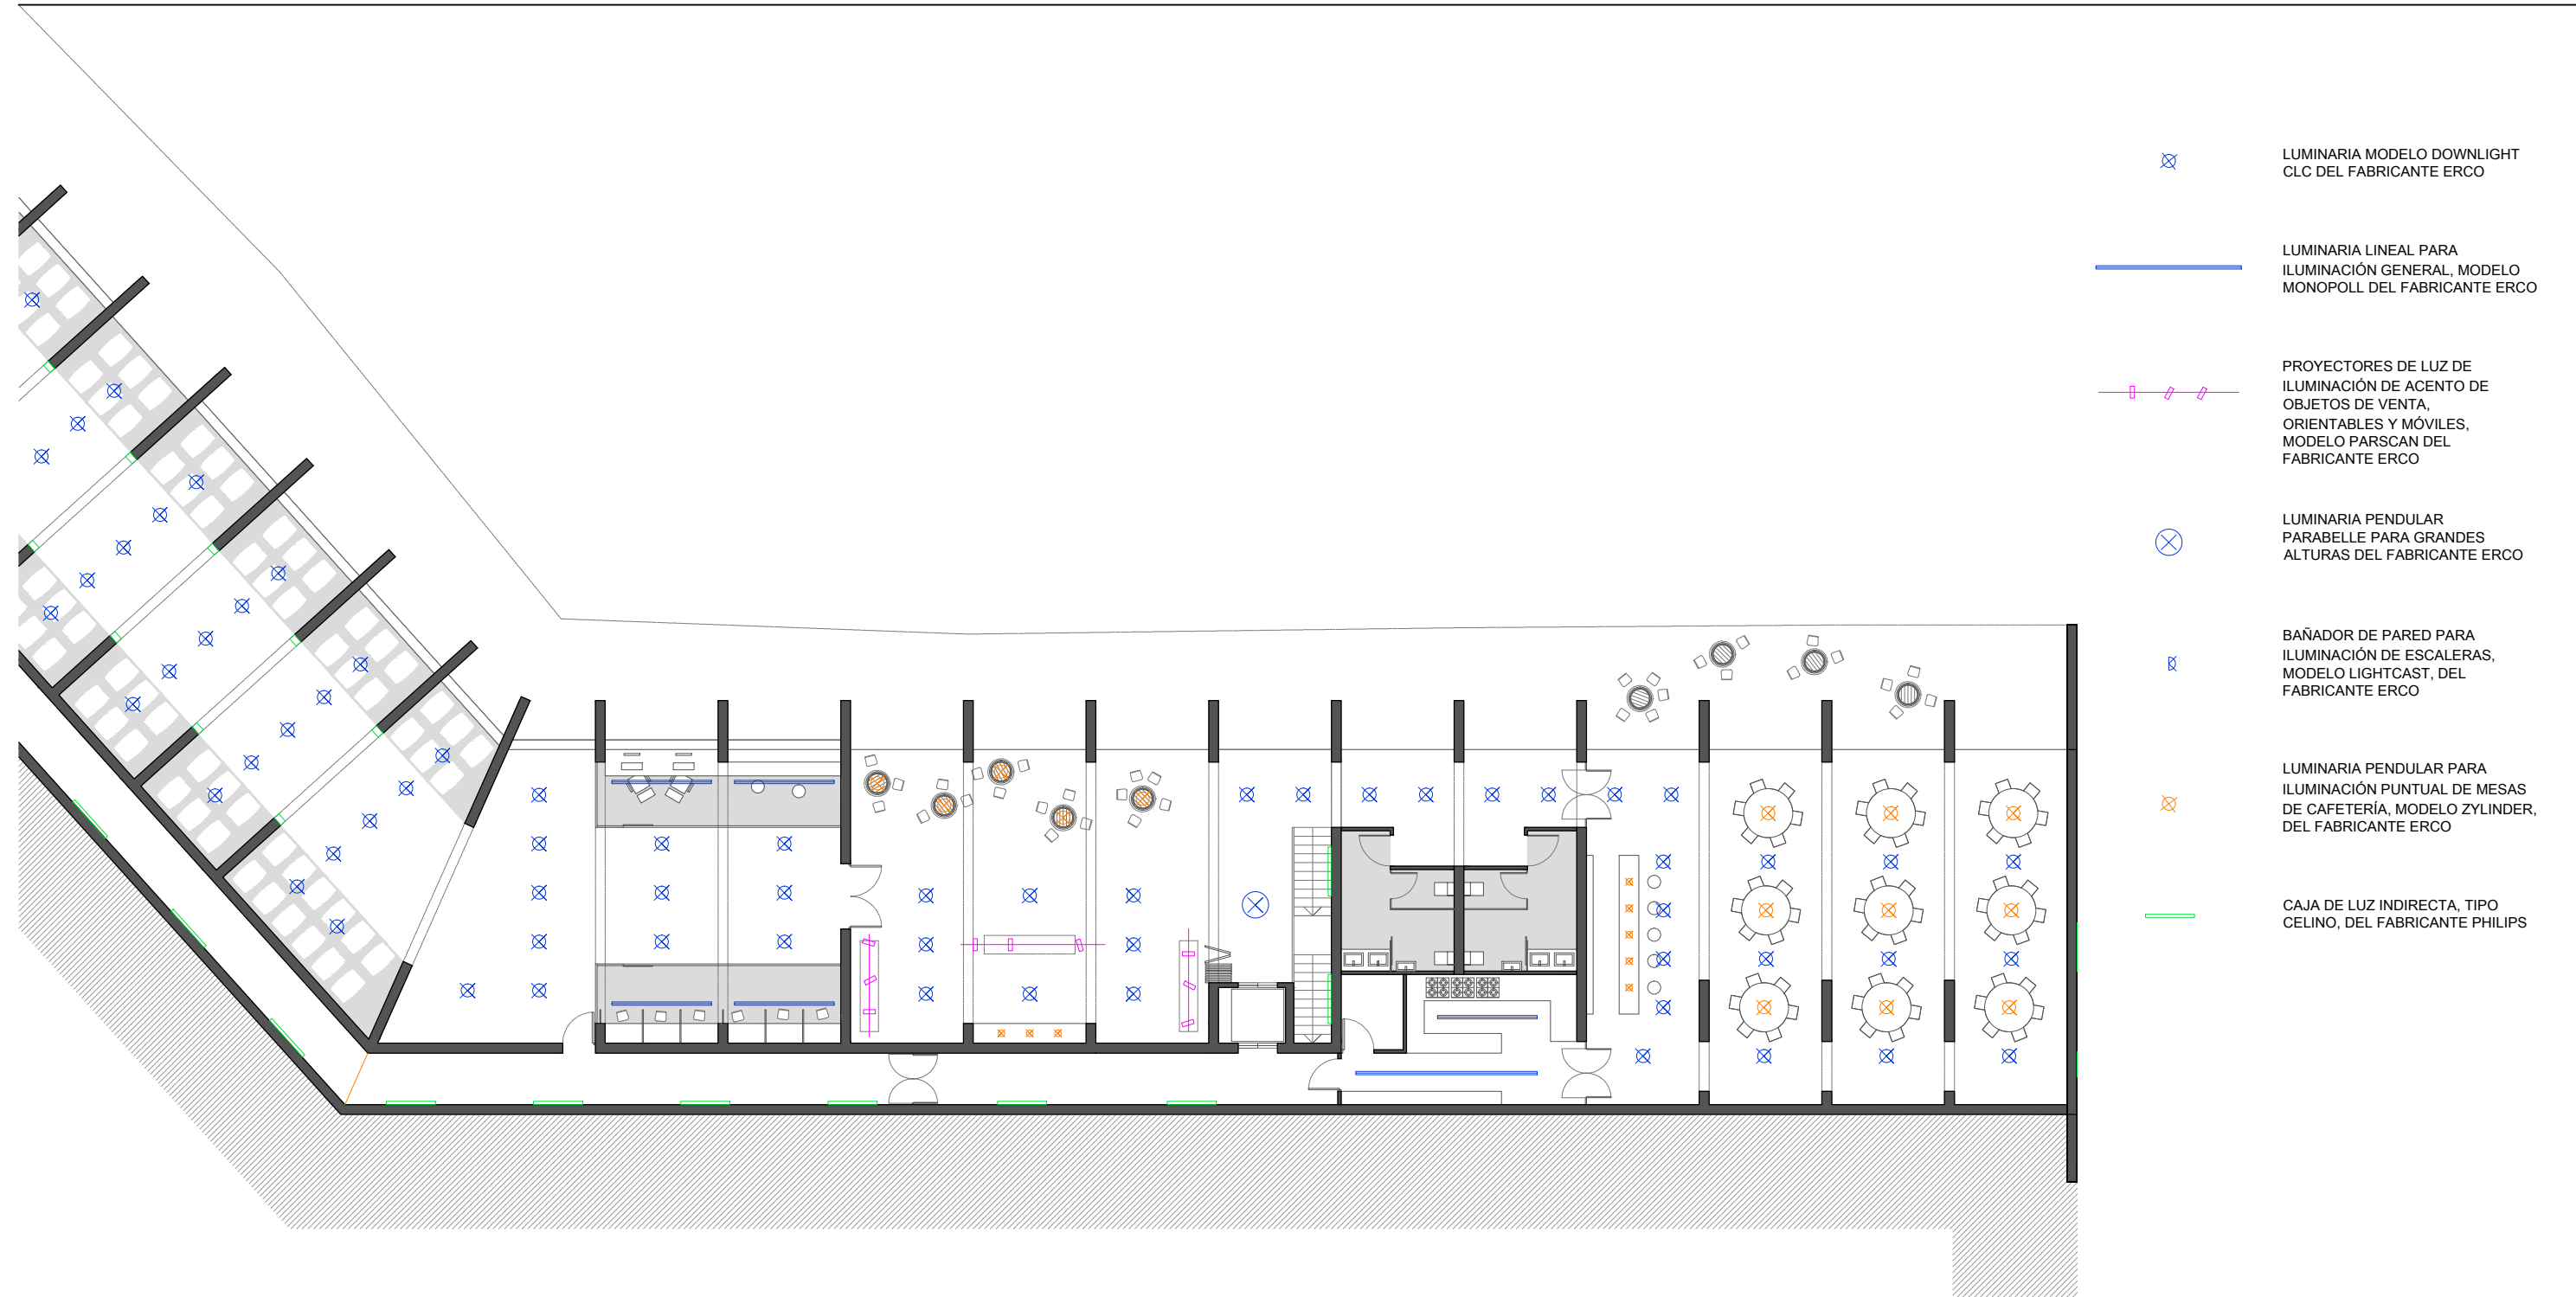 LUMINARIA MODELO DOWNLIGHT
CLC DEL FABRICANTE ERCO
LUMINARIA LINEAL PARA
ILUMINACIÓN GENERAL, MODELO
MONOPOLL DEL FABRICANTE ERCO
PROYECTORES DE LUZ DE
ILUMINACIÓN DE ACENTO DE
OBJETOS DE VENTA,
ORIENTABLES Y MÓVILES,
MODELO PARSCAN DEL
FABRICANTE ERCO
LUMINARIA PENDULAR
PARABELLE PARA GRANDES
ALTURAS DEL FABRICANTE ERCO
BAÑADOR DE PARED PARA
ILUMINACIÓN DE ESCALERAS,
MODELO LIGHTCAST, DEL
FABRICANTE ERCO
LUMINARIA PENDULAR PARA
ILUMINACIÓN PUNTUAL DE MESAS
DE CAFETERÍA, MODELO ZYLINDER,
DEL FABRICANTE ERCO
CAJA DE LUZ INDIRECTA, TIPO
CELINO, DEL FABRICANTE PHILIPS